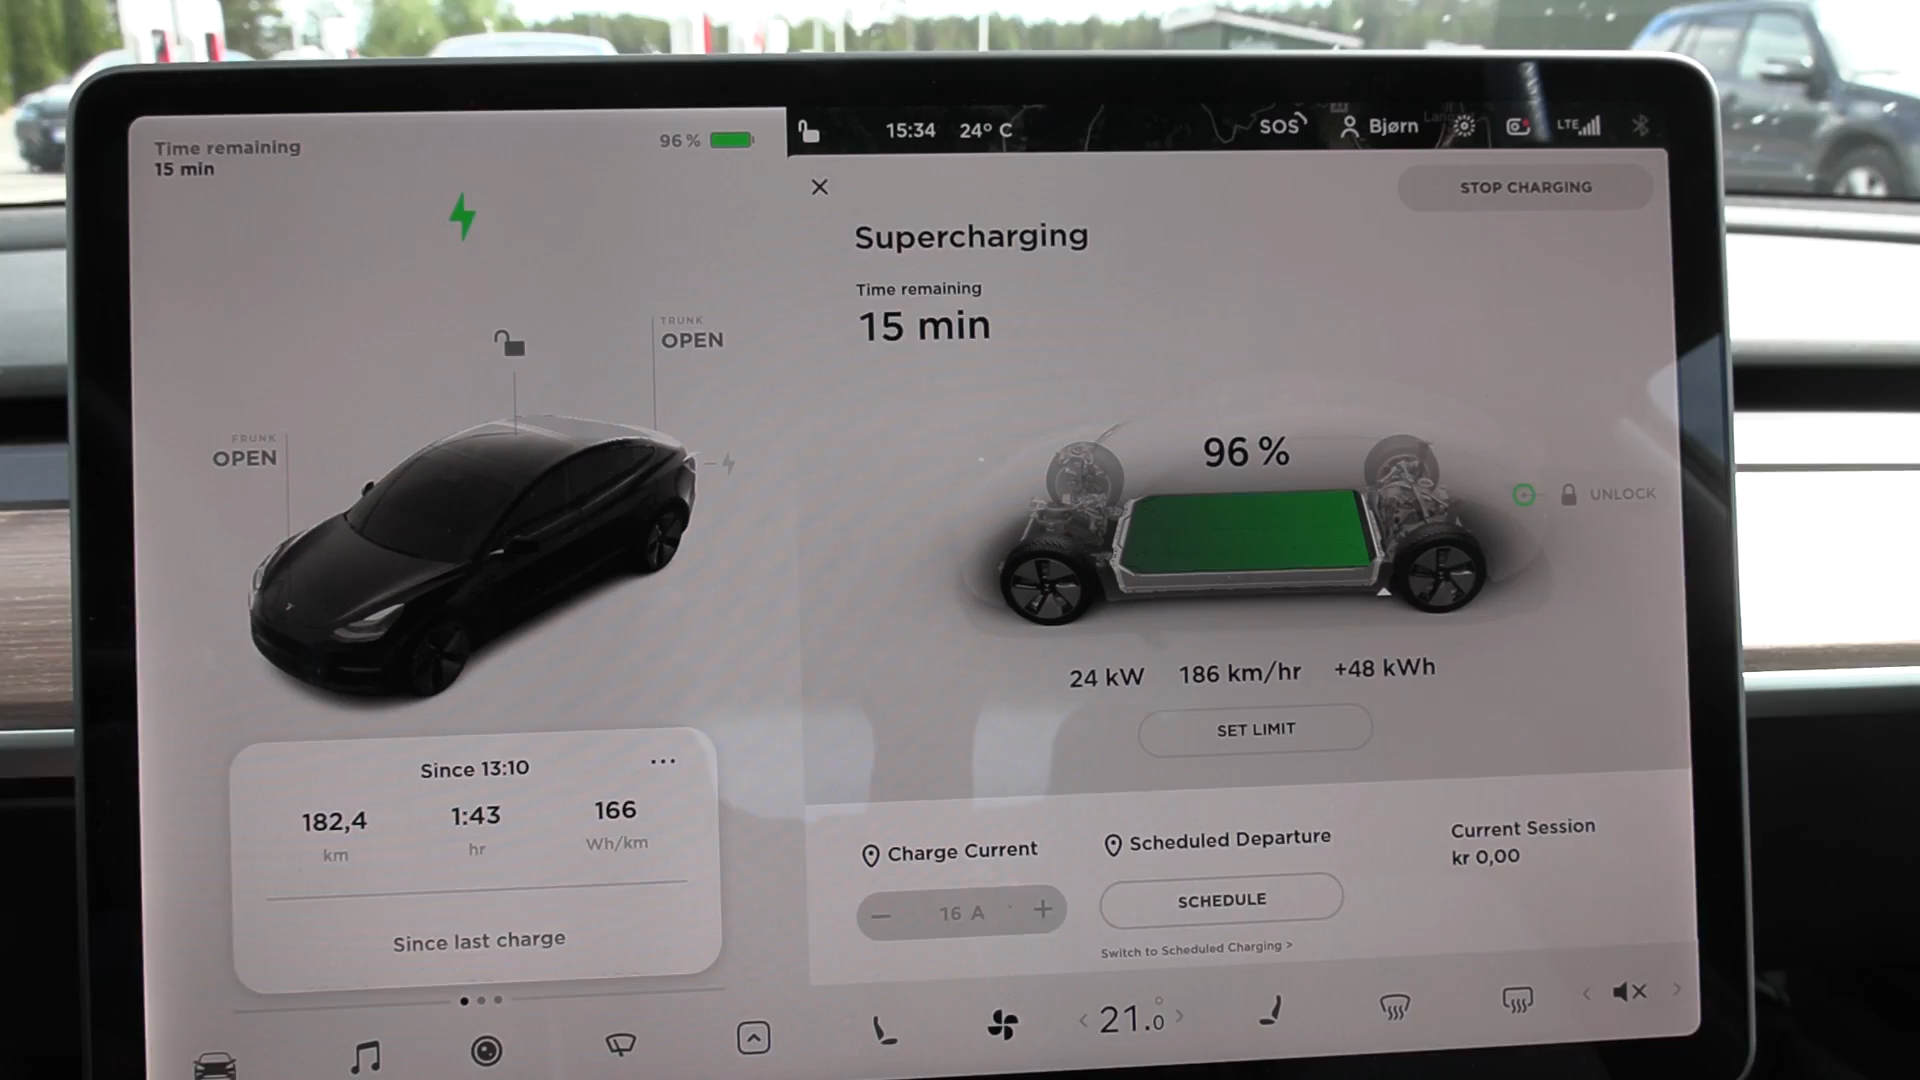 Time remaining
15 min
96 %
15:34
24° C
SOS
Bjørn
LTE
STOP CHARGING
Supercharging
Time remaining
15 min
TRUNK
OPEN
FRUNK
OPEN
96 %
UNLOCK
24 kW 186 km/hr +48 kWh
SET LIMIT
Since 13:10
182,4 1:43 166
km hr Wh/km
Since last charge
Charge Current
16 A
Scheduled Departure
SCHEDULE
Switch to Scheduled Charging >
Current Session
kr 0,00
21.0